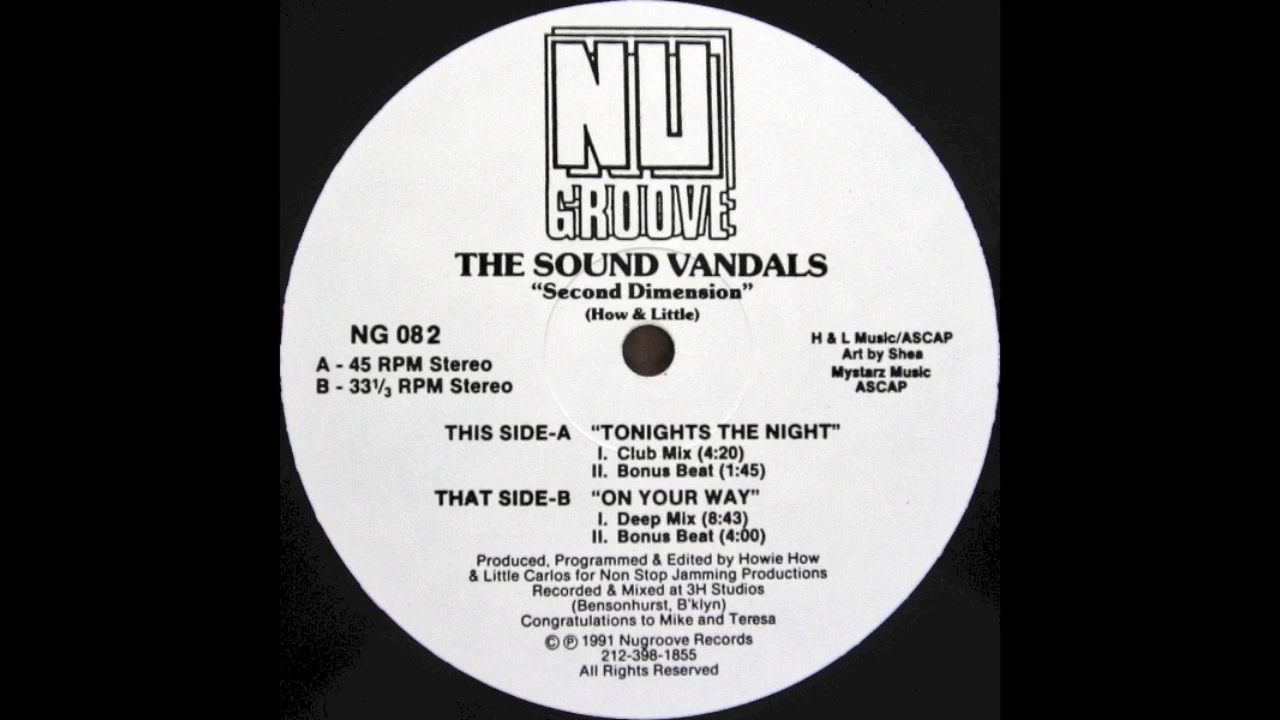 NU
GROOVE
THE SOUND VANDALS
“Second Dimension”
(How & Little)
NG 082
A - 45 RPM Stereo
B - 33⅓ RPM Stereo
H & L Music/ASCAP
Art by Shea
Mystarz Music
ASCAP
THIS SIDE-A “TONIGHTS THE NIGHT”
I. Club Mix (4:20)
II. Bonus Beat (1:45)
THAT SIDE-B “ON YOUR WAY”
I. Deep Mix (8:43)
II. Bonus Beat (4:00)
Produced, Programmed & Edited by Howie How
& Little Carlos for Non Stop Jamming Productions
Recorded & Mixed at 3H Studios
(Bensonhurst, B'klyn)
Congratulations to Mike and Teresa
© ℗ 1991 Nugroove Records
212-398-1855
All Rights Reserved